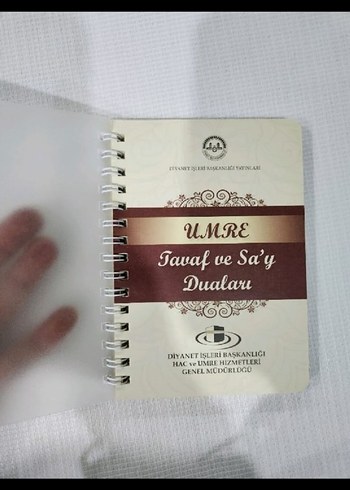 DİYANET İŞLERİ BAŞKANLIĞI YAYINLARI
UMRE
Tavaf ve Sa'y
Duaları
DİYANET İŞLERİ BAŞKANLIĞI
HAC ve UMRE HİZMETLERİ
GENEL MÜDÜRLÜĞÜ